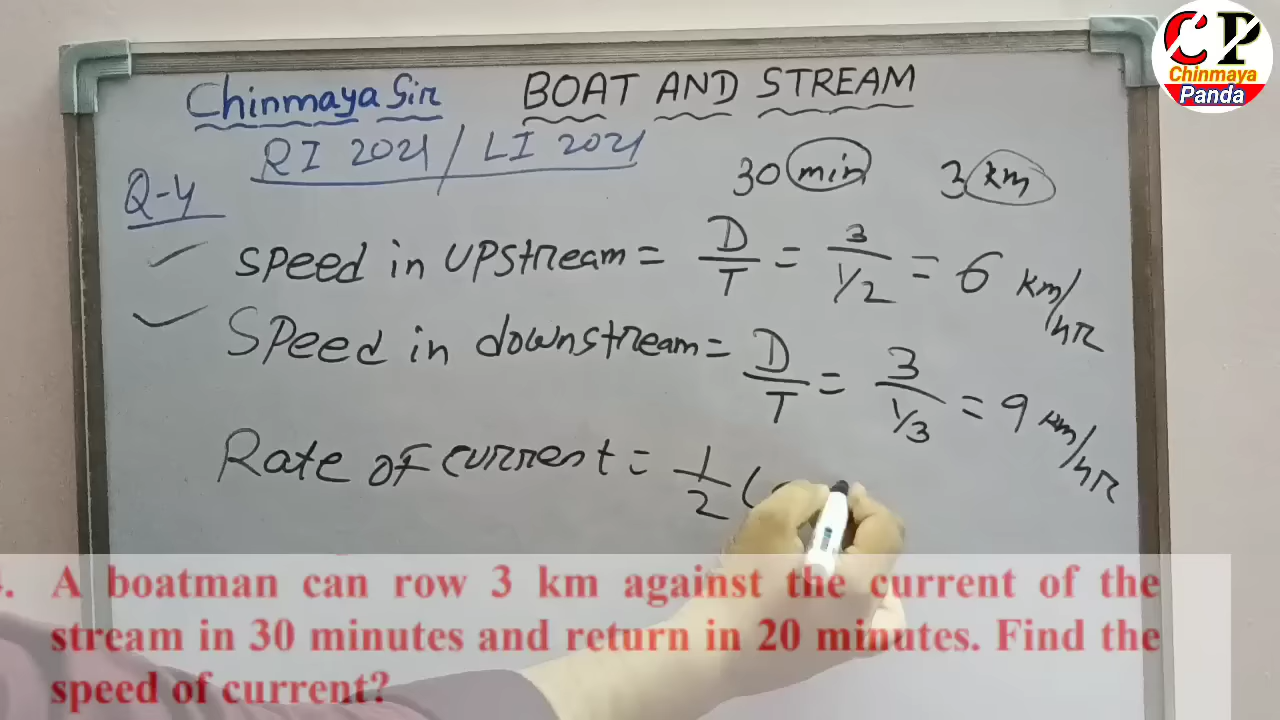 CP
Chinmaya
Panda
Chinmaya Sir BOAT AND STREAM
RI 2021 / LI 2021
30 min 3 km
Q-4
Speed in upstream = D/T = 3/1/2 = 6 km/hr
Speed in downstream = D/T = 3/1/3 = 9 km/hr
Rate of current = 1/2 (
. A boatman can row 3 km against the current of the
stream in 30 minutes and return in 20 minutes. Find the
speed of current?